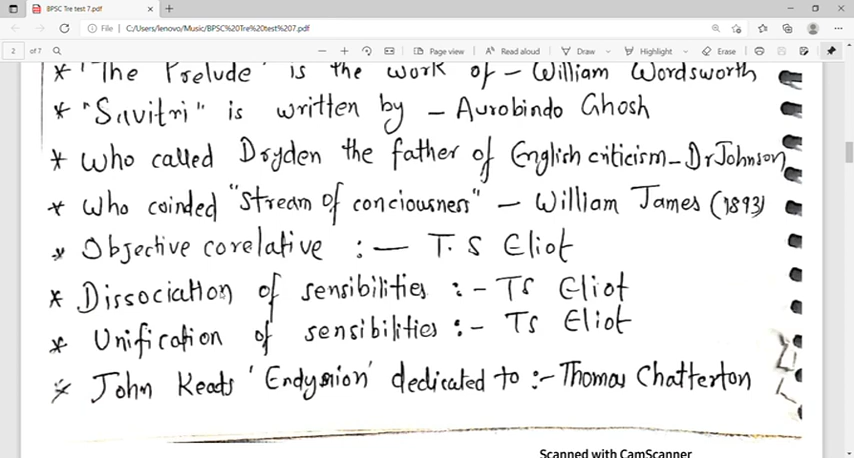 BPSC Tre test 7.pdf
File | C:/Users/lenovo/Music/BPSC%20Tre%20test%207.pdf
2 of 7 Page view Read aloud Draw Highlight Erase
* "The Prelude" is the work of – William Wordsworth
* "Savitri" is written by – Aurobindo Ghosh
* Who called Dryden the father of English criticism – Dr Johnson
* Who coinded "stream of conciousness" – William James (1893)
* Objective corelative :— T. S Eliot
* Dissociation of sensibilities :- TS Eliot
* Unification of sensibilities :- TS Eliot
* John Keats 'Endymion' dedicated to :- Thomas Chatterton
Scanned with CamScanner